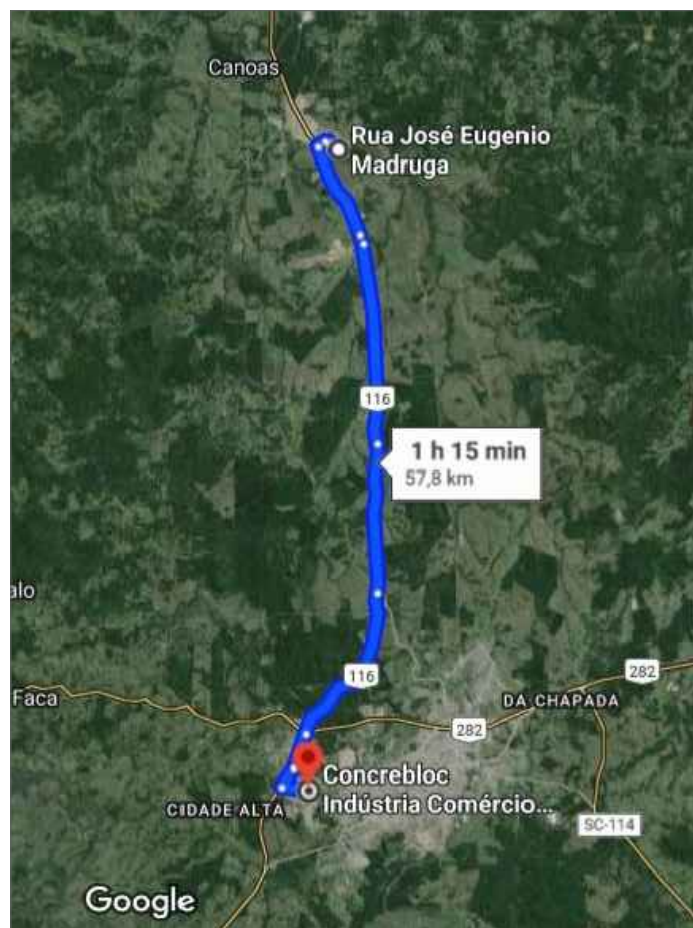 Canoas
Rua José Eugenio
Madruga
116
1 h 15 min
57,8 km
alo
116
282
Faca
DA CHAPADA
282
Concrebloc
Indústria Comércio...
CIDADE ALTA
SC-114
Google